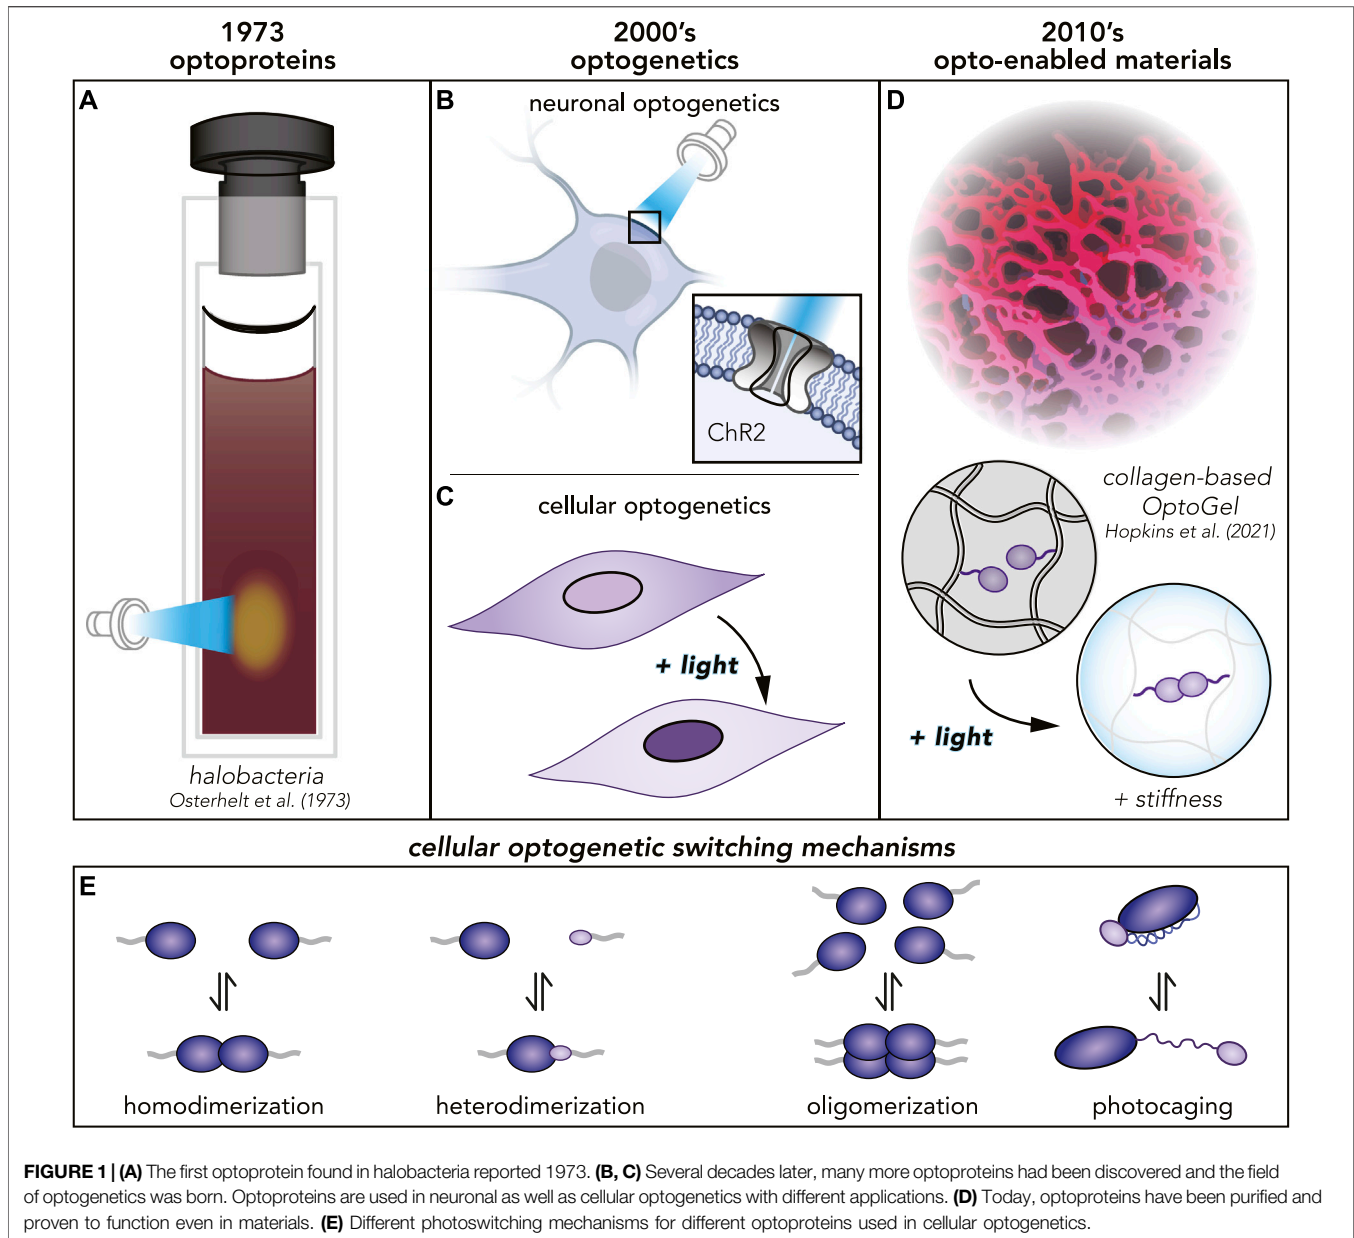 1973
optoproteins
2000's
optogenetics
2010's
opto-enabled materials
A
halobacteria
Osterhelt et al. (1973)
B
neuronal optogenetics
ChR2
C
cellular optogenetics
+ light
D
collagen-based
OptoGel
Hopkins et al. (2021)
+ light
+ stiffness
cellular optogenetic switching mechanisms
E
homodimerization
heterodimerization
oligomerization
photocaging
FIGURE 1 | (A) The first optoprotein found in halobacteria reported 1973. (B, C) Several decades later, many more optoproteins had been discovered and the field
of optogenetics was born. Optoproteins are used in neuronal as well as cellular optogenetics with different applications. (D) Today, optoproteins have been purified and
proven to function even in materials. (E) Different photoswitching mechanisms for different optoproteins used in cellular optogenetics.